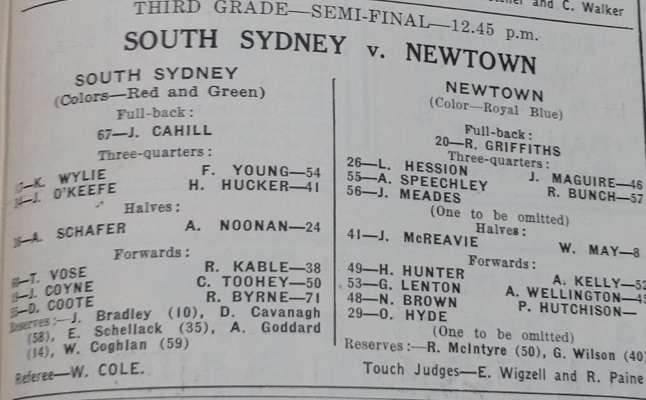 and C. Walker
THIRD GRADE—SEMI-FINAL—12.45 p.m.
SOUTH SYDNEY v. NEWTOWN
SOUTH SYDNEY
(Colors—Red and Green)
Full-back:
67—J. CAHILL
Three-quarters:
K. WYLIE F. YOUNG—54
J. O'KEEFE H. HUCKER—41
Halves:
A. SCHAFER A. NOONAN—24
Forwards:
T. VOSE R. KABLE—38
J. COYNE C. TOOHEY—50
D. COOTE R. BYRNE—71
Reserves:—J. Bradley (10), D. Cavanagh
(58), E. Schellack (35), A. Goddard
(14), W. Coghlan (59)
Referee—W. COLE.
NEWTOWN
(Color—Royal Blue)
Full-back:
20—R. GRIFFITHS
Three-quarters:
26—L. HESSION J. MAGUIRE—46
55—A. SPEECHLEY R. BUNCH—57
56—J. MEADES
(One to be omitted)
Halves:
41—J. McREAVIE W. MAY—8
Forwards:
49—H. HUNTER A. KELLY—52
53—G. LENTON A. WELLINGTON—45
48—N. BROWN P. HUTCHISON—
29—O. HYDE
(One to be omitted)
Reserves:—R. McIntyre (50), G. Wilson (40)
Touch Judges—E. Wigzell and R. Paine